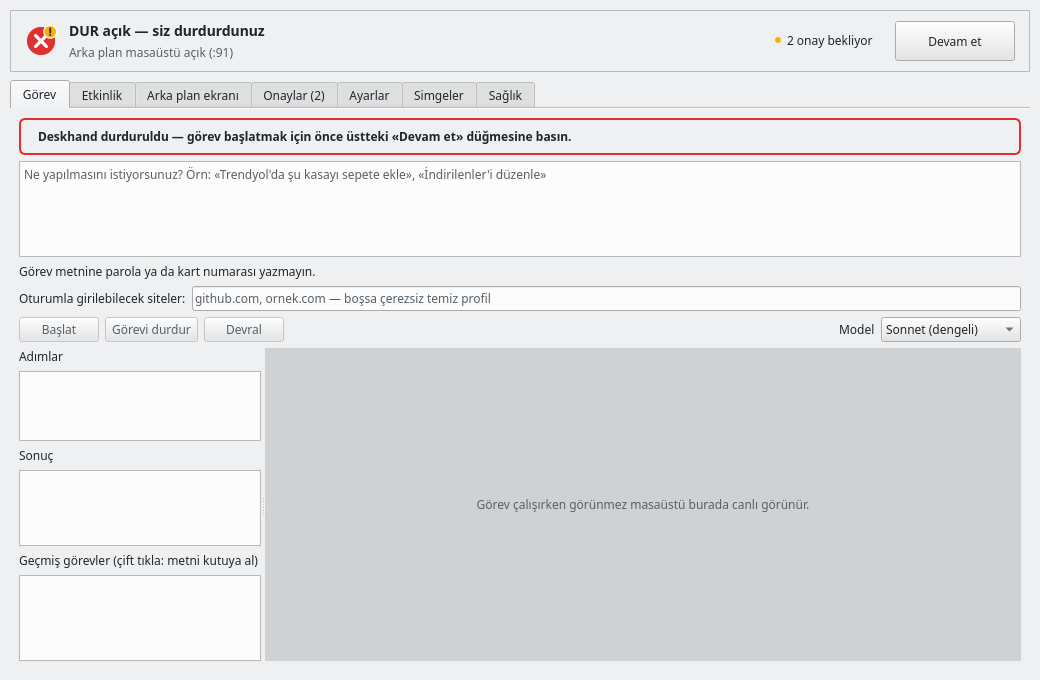 DUR açık — siz durdurdunuz
Arka plan masaüstü açık (:91)
2 onay bekliyor
Devam et
Görev
Etkinlik
Arka plan ekranı
Onaylar (2)
Ayarlar
Simgeler
Sağlık
Deskhand durduruldu — görev başlatmak için önce üstteki «Devam et» düğmesine basın.
Ne yapılmasını istiyorsunuz? Örn: «Trendyol'da şu kasayı sepete ekle», «İndirilenler'i düzenle»
Görev metnine parola ya da kart numarası yazmayın.
Oturumla girilebilecek siteler:
github.com, ornek.com — boşsa çerezsiz temiz profil
Başlat
Görevi durdur
Devral
Model
Sonnet (dengeli)
Adımlar
Sonuç
Görev çalışırken görünmez masaüstü burada canlı görünür.
Geçmiş görevler (çift tıkla: metni kutuya al)